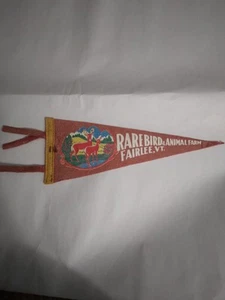 RARE BIRD & ANIMAL FARM
FAIRLEE, VT.